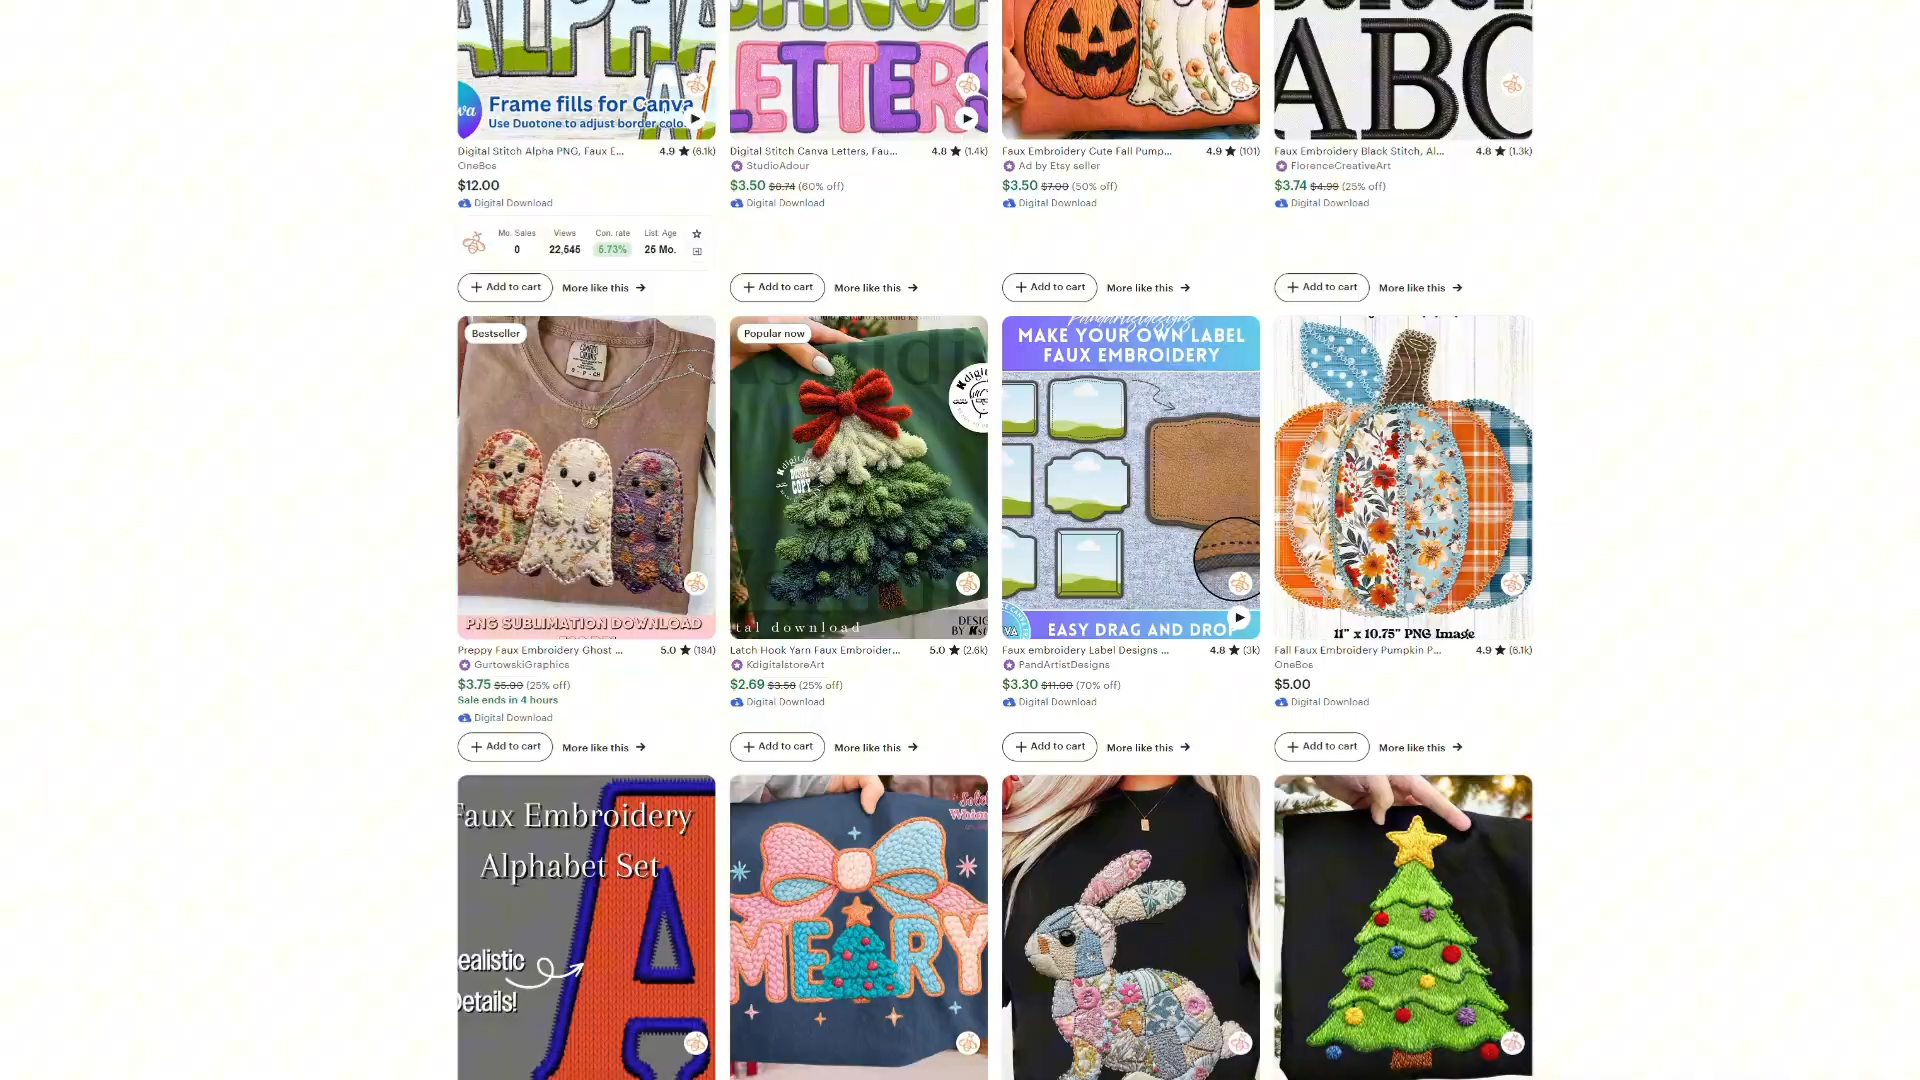 ALPHA
Frame fills for Canva
Use Duotone to adjust border colo
Digital Stitch Alpha PNG, Faux E... 4.9 ★ (6.1k)
OneBos
$12.00
Digital Download
Mo. Sales Views Con. rate List. Age
0 22,545 5.73% 25 Mo.
+ Add to cart More like this →
LETTERS
Digital Stitch Canva Letters, Fau... 4.8 ★ (1.4k)
StudioAdour
$3.50 $8.74 (60% off)
Digital Download
+ Add to cart More like this →
Faux Embroidery Cute Fall Pump... 4.9 ★ (101)
Ad by Etsy seller
$3.50 $7.00 (50% off)
Digital Download
+ Add to cart More like this →
ABC
Faux Embroidery Black Stitch, Al... 4.8 ★ (1.3k)
FlorenceCreativeArt
$3.74 $4.99 (25% off)
Digital Download
+ Add to cart More like this →
Bestseller
PNG SUBLIMATION DOWNLOAD
Preppy Faux Embroidery Ghost ... 5.0 ★ (184)
GurtowskiGraphics
$3.75 $5.00 (25% off)
Sale ends in 4 hours
Digital Download
+ Add to cart More like this →
Popular now
COPY
tal download
DESIG
BY Kst
Latch Hook Yarn Faux Embroider... 5.0 ★ (2.6k)
KdigitalstoreArt
$2.69 $3.58 (25% off)
Digital Download
+ Add to cart More like this →
MAKE YOUR OWN LABEL
FAUX EMBROIDERY
EASY DRAG AND DROP
Faux embroidery Label Designs ... 4.8 ★ (3k)
PandArtistDesigns
$3.30 $11.00 (70% off)
Digital Download
+ Add to cart More like this →
11” x 10.75” PNG Image
Fall Faux Embroidery Pumpkin P... 4.9 ★ (6.1k)
OneBos
$5.00
Digital Download
+ Add to cart More like this →
Faux Embroidery
Alphabet Set
ealistic
Details!
A
MERRY